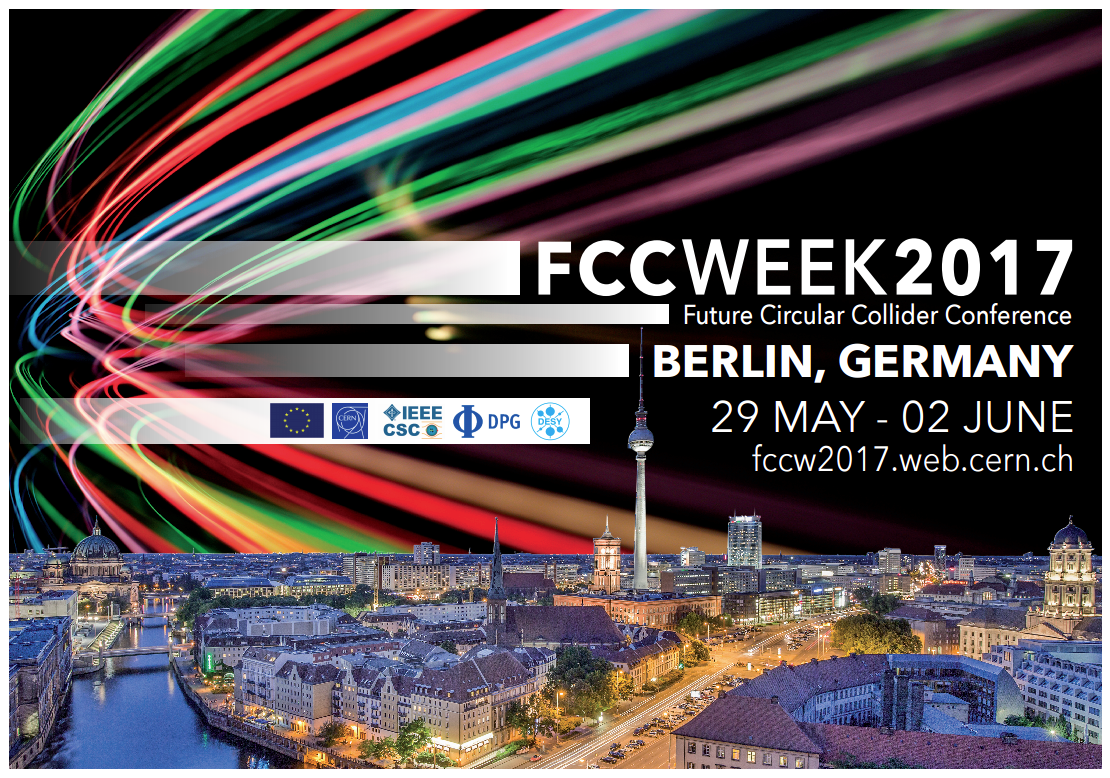 FCCWEEK2017
Future Circular Collider Conference
BERLIN, GERMANY
29 MAY - 02 JUNE
fccw2017.web.cern.ch
CERN
IEEE
CSC
DPG
DESY